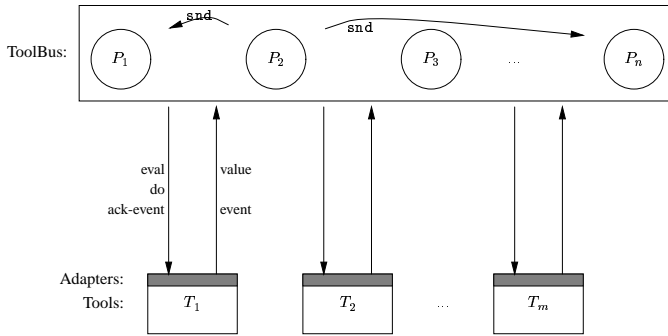 snd
snd
ToolBus: P1 P2 P3 ... Pn
eval value
do
ack-event event
Adapters:
Tools: T1 T2 ... Tm